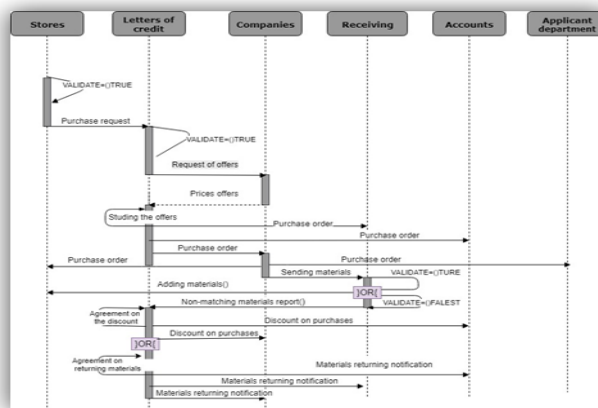 Stores
Letters of
credit
Companies
Receiving
Accounts
Applicant
department
VALIDATE=()TRUE
Purchase request
VALIDATE=()TRUE
Request of offers
Prices offers
Studing the offers
Purchase order
Purchase order
Purchase order
Purchase order
Purchase order
Sending materials
VALIDATE=()TURE
Adding materials()
}OR{
Non-matching materials report()
VALIDATE=()FALEST
Agreement on
the discount
Discount on purchases
Discount on purchases
}OR{
Agreement on
returning materials
Materials returning notification
Materials returning notification
Materials returning notification